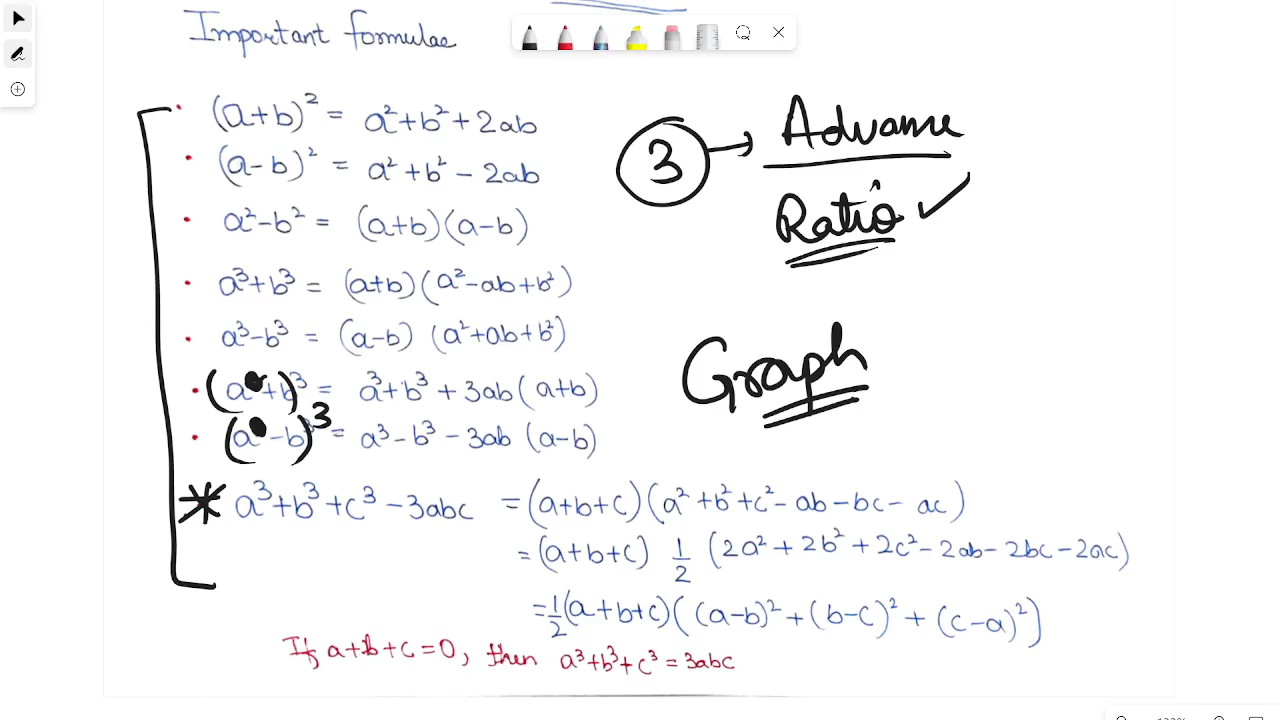 Important formulae
• (a+b)² = a²+b²+2ab
• (a-b)² = a²+b²-2ab
• a²-b² = (a+b)(a-b)
• a³+b³ = (a+b)(a²-ab+b²)
• a³-b³ = (a-b)(a²+ab+b²)
• (a+b)³ = a³+b³+3ab(a+b)
• (a-b)³ = a³-b³-3ab(a-b)
* a³+b³+c³-3abc = (a+b+c)(a²+b²+c²-ab-bc-ac)
= (a+b+c) 1/2 (2a²+2b²+2c²-2ab-2bc-2ac)
= 1/2(a+b+c)((a-b)²+(b-c)²+(c-a)²)
If a+b+c=0, then a³+b³+c³=3abc
3 → Advance
Ratio ✓
Graph